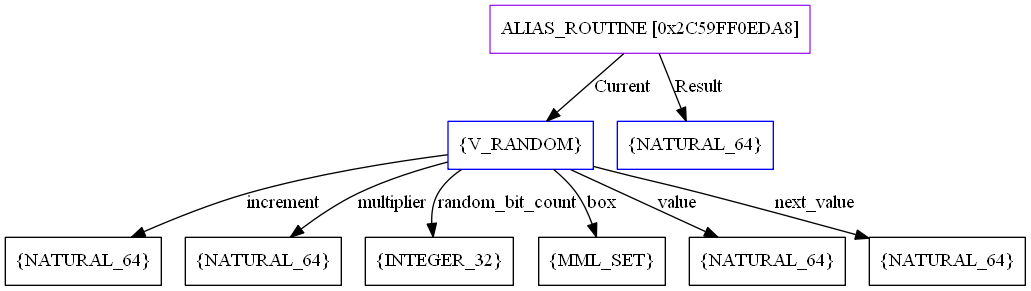 ALIAS_ROUTINE [0x2C59FF0EDA8]
Current
Result
{V_RANDOM}
{NATURAL_64}
increment
multiplier
random_bit_count
box
value
next_value
{NATURAL_64}
{NATURAL_64}
{INTEGER_32}
{MML_SET}
{NATURAL_64}
{NATURAL_64}